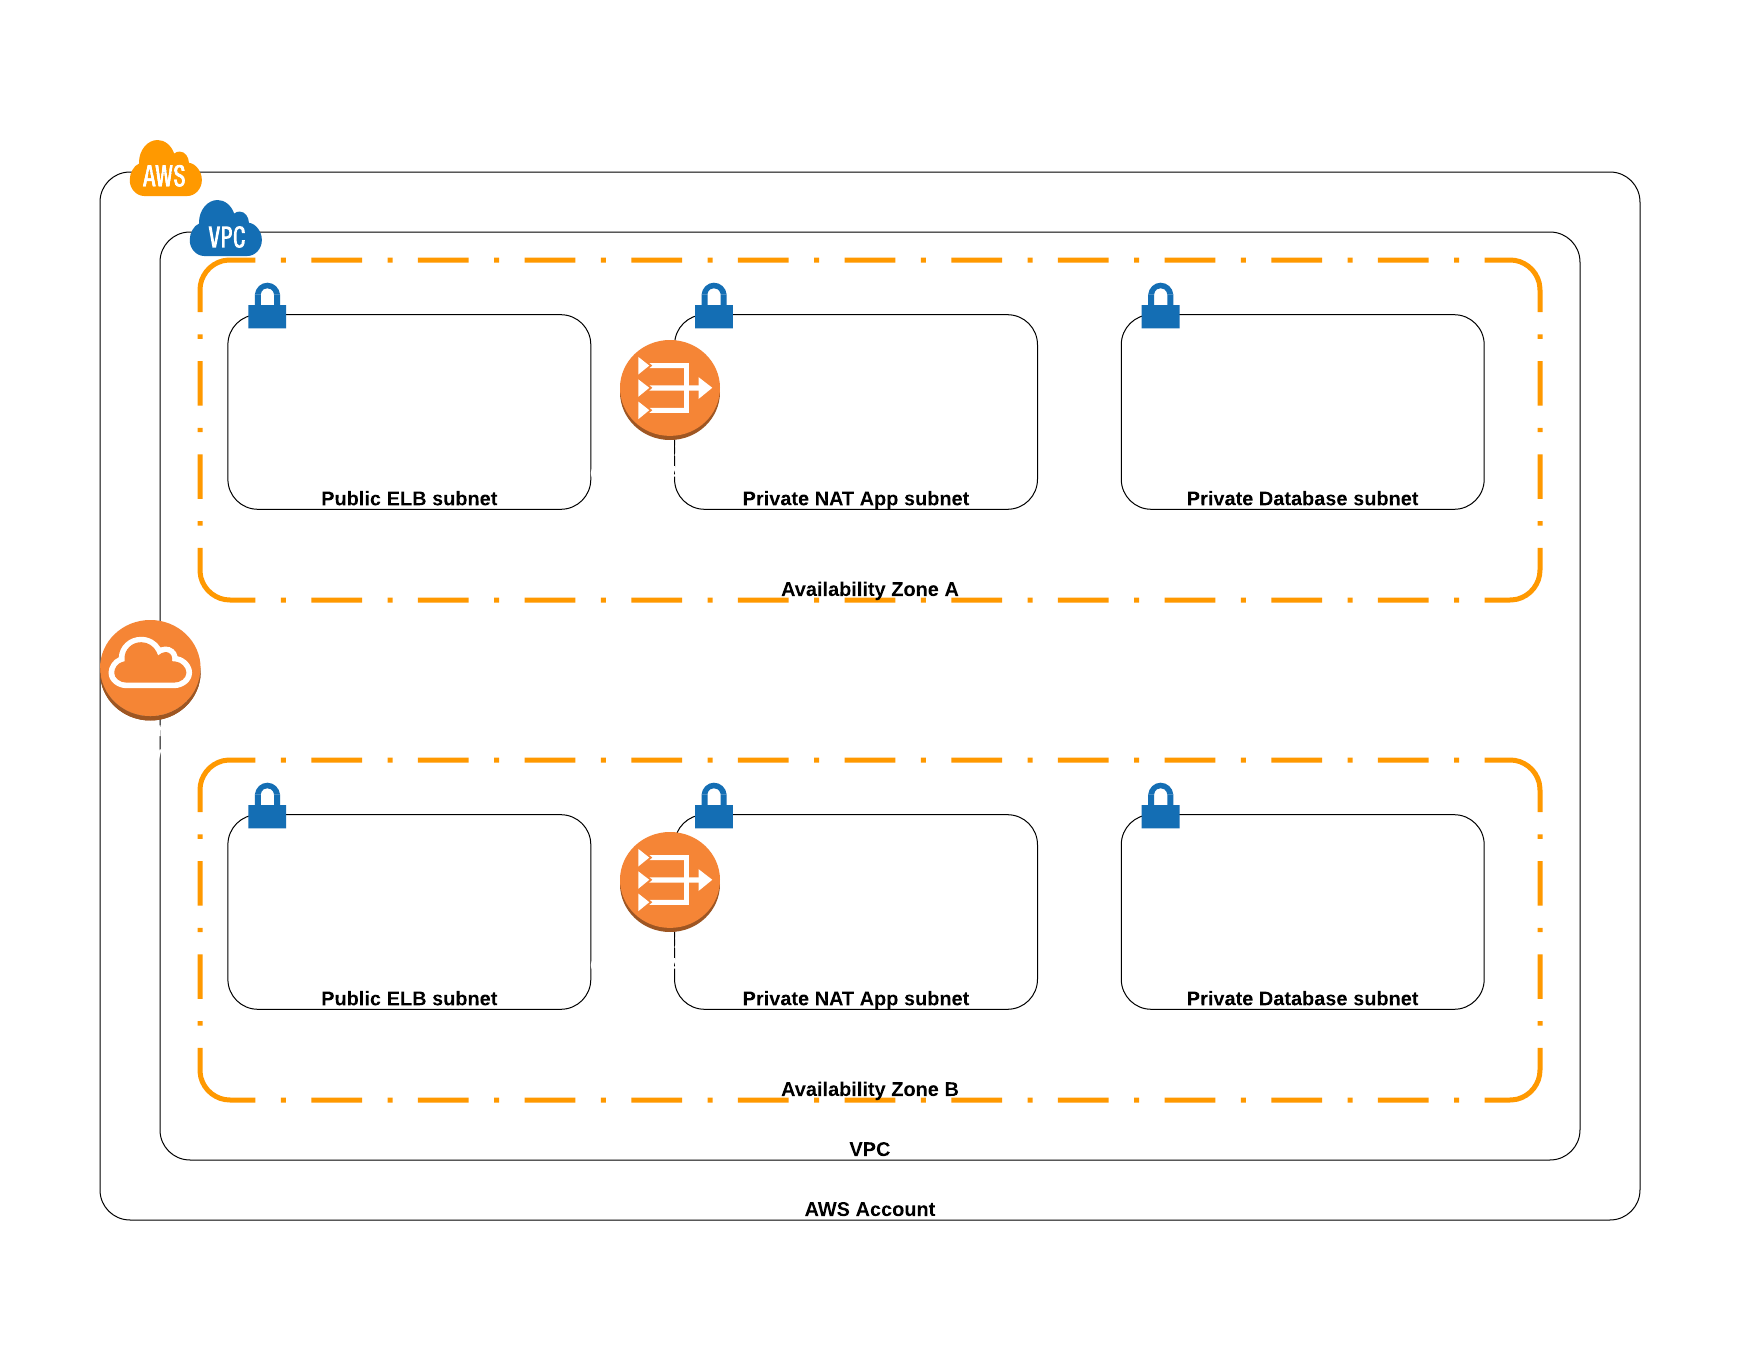 AWS
VPC
Public ELB subnet
Private NAT App subnet
Private Database subnet
Availability Zone A
Public ELB subnet
Private NAT App subnet
Private Database subnet
Availability Zone B
VPC
AWS Account